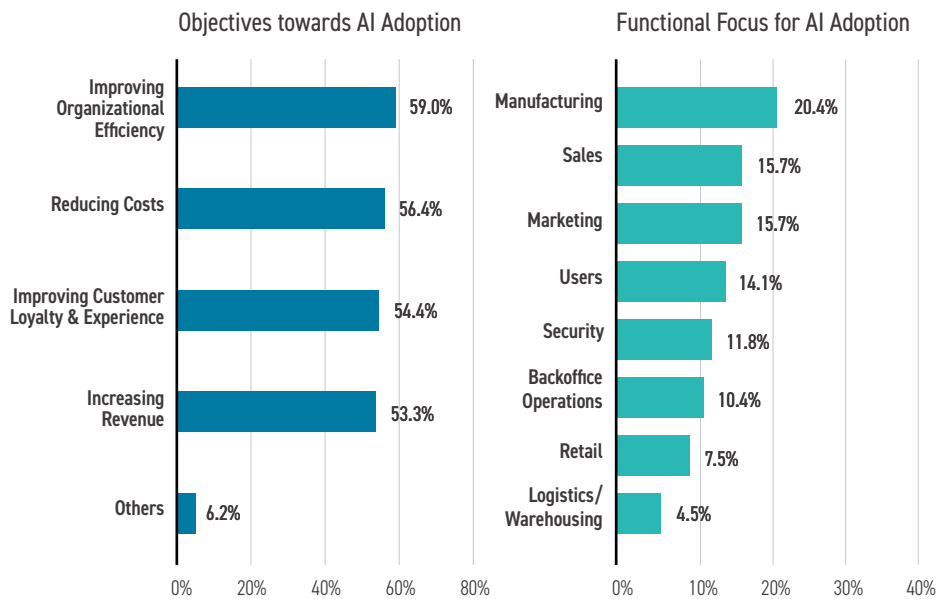 Objectives towards AI Adoption
Improving
Organizational
Efficiency
59.0%
Reducing Costs
56.4%
Improving Customer
Loyalty & Experience
54.4%
Increasing
Revenue
53.3%
Others
6.2%
0% 20% 40% 60% 80%
Functional Focus for AI Adoption
Manufacturing
20.4%
Sales
15.7%
Marketing
15.7%
Users
14.1%
Security
11.8%
Backoffice
Operations
10.4%
Retail
7.5%
Logistics/
Warehousing
4.5%
0% 10% 20% 30% 40%